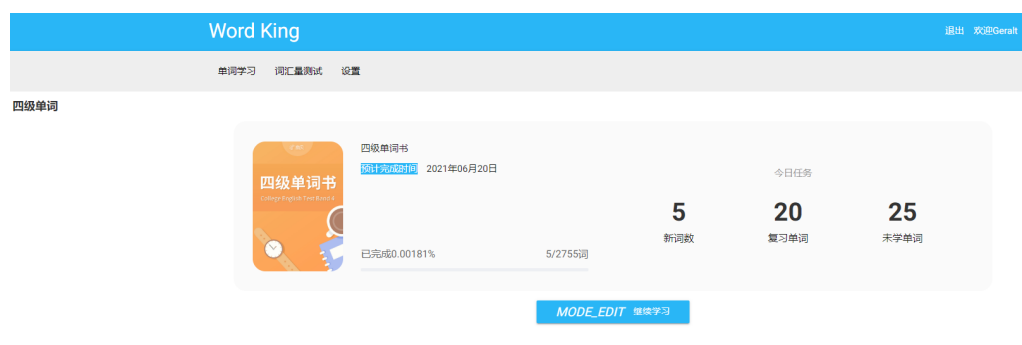 Word King
退出 欢迎Geralt
单词学习 词汇量测试 设置
四级单词
四级单词书
College English Test Band 4
四级单词书
预计完成时间 2021年06月20日
已完成0.00181% 5/2755词
今日任务
5 20 25
新词数 复习单词 未学单词
MODE_EDIT 继续学习